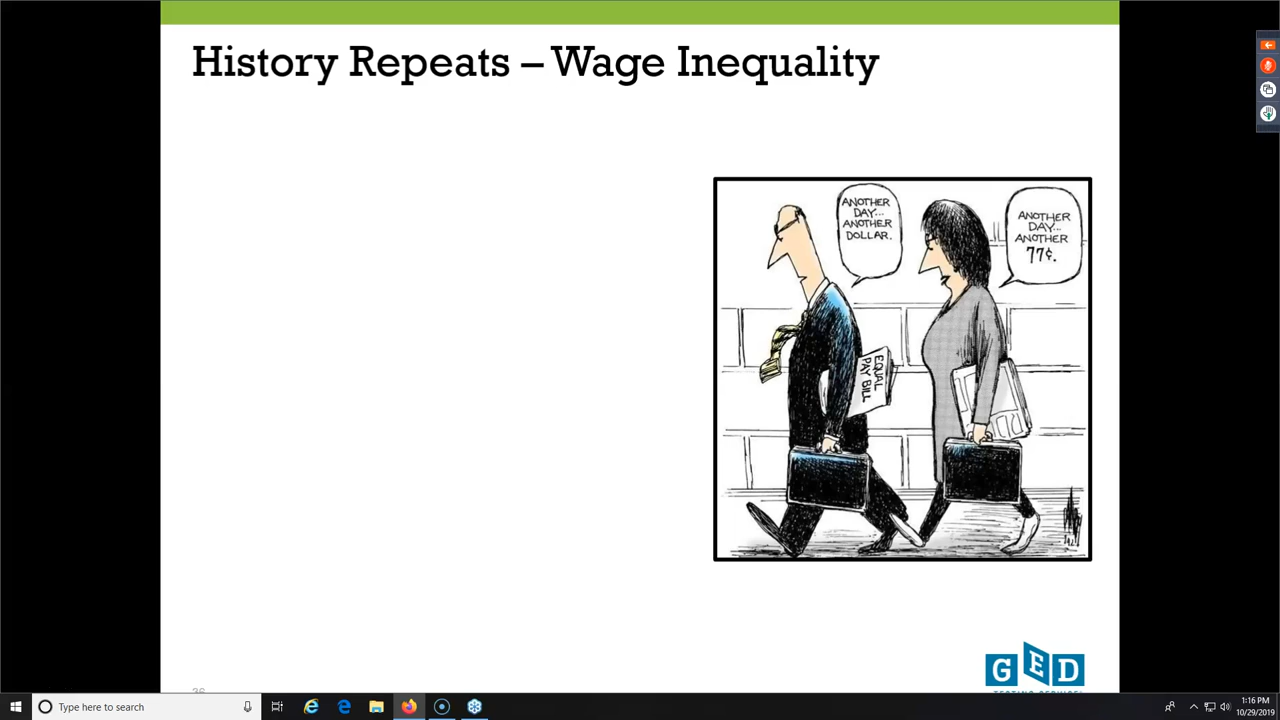 History Repeats – Wage Inequality
ANOTHER
DAY...
ANOTHER
DOLLAR.
ANOTHER
DAY...
ANOTHER
77¢.
EQUAL
PAY BILL
GED
TESTING SERVICE
36
Type here to search
1:16 PM
10/29/2019